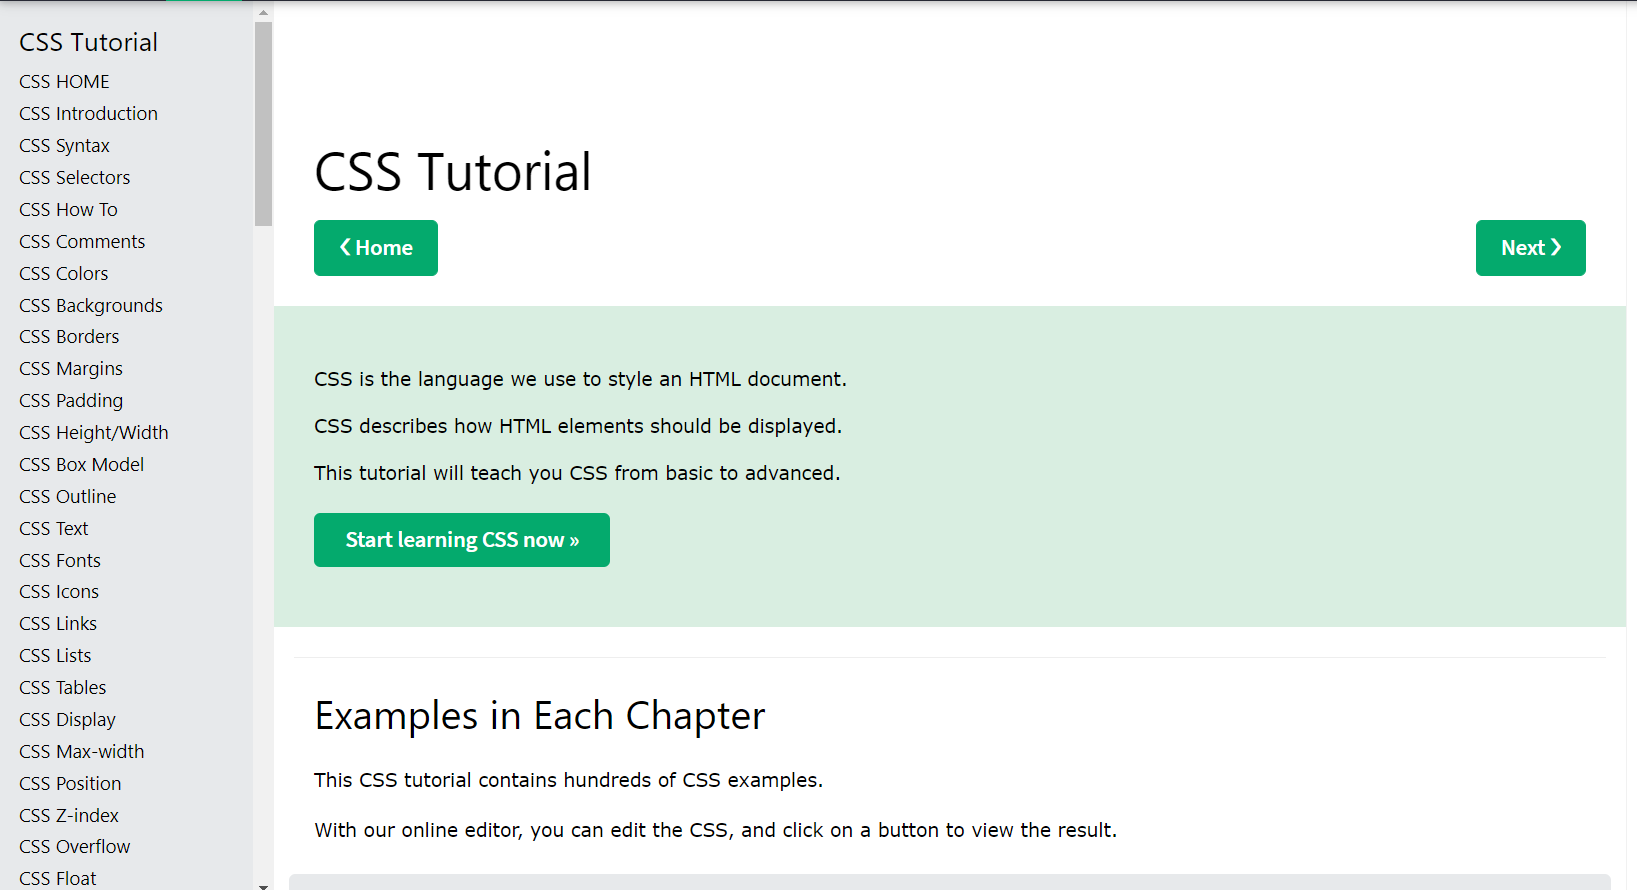 CSS Tutorial
CSS HOME
CSS Introduction
CSS Syntax
CSS Selectors
CSS How To
CSS Comments
CSS Colors
CSS Backgrounds
CSS Borders
CSS Margins
CSS Padding
CSS Height/Width
CSS Box Model
CSS Outline
CSS Text
CSS Fonts
CSS Icons
CSS Links
CSS Lists
CSS Tables
CSS Display
CSS Max-width
CSS Position
CSS Z-index
CSS Overflow
CSS Float
CSS Tutorial
❮ Home
Next ❯
CSS is the language we use to style an HTML document.
CSS describes how HTML elements should be displayed.
This tutorial will teach you CSS from basic to advanced.
Start learning CSS now »
Examples in Each Chapter
This CSS tutorial contains hundreds of CSS examples.
With our online editor, you can edit the CSS, and click on a button to view the result.